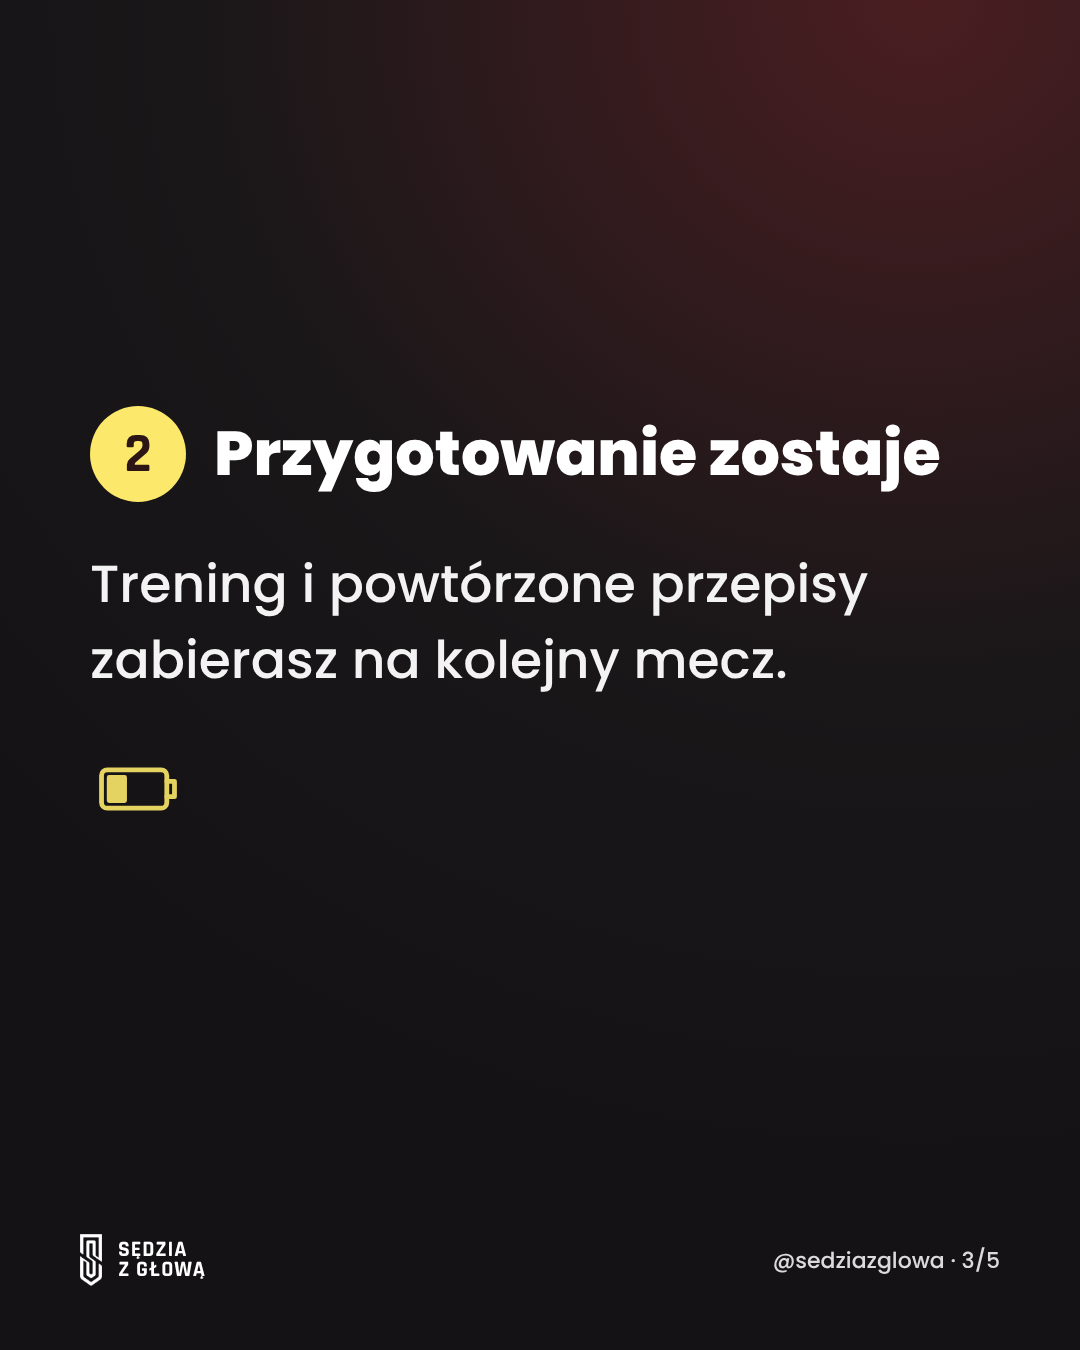 2 Przygotowanie zostaje
Trening i powtórzone przepisy
zabierasz na kolejny mecz.
SĘDZIA
Z GŁOWĄ
@sedziazglowa · 3/5